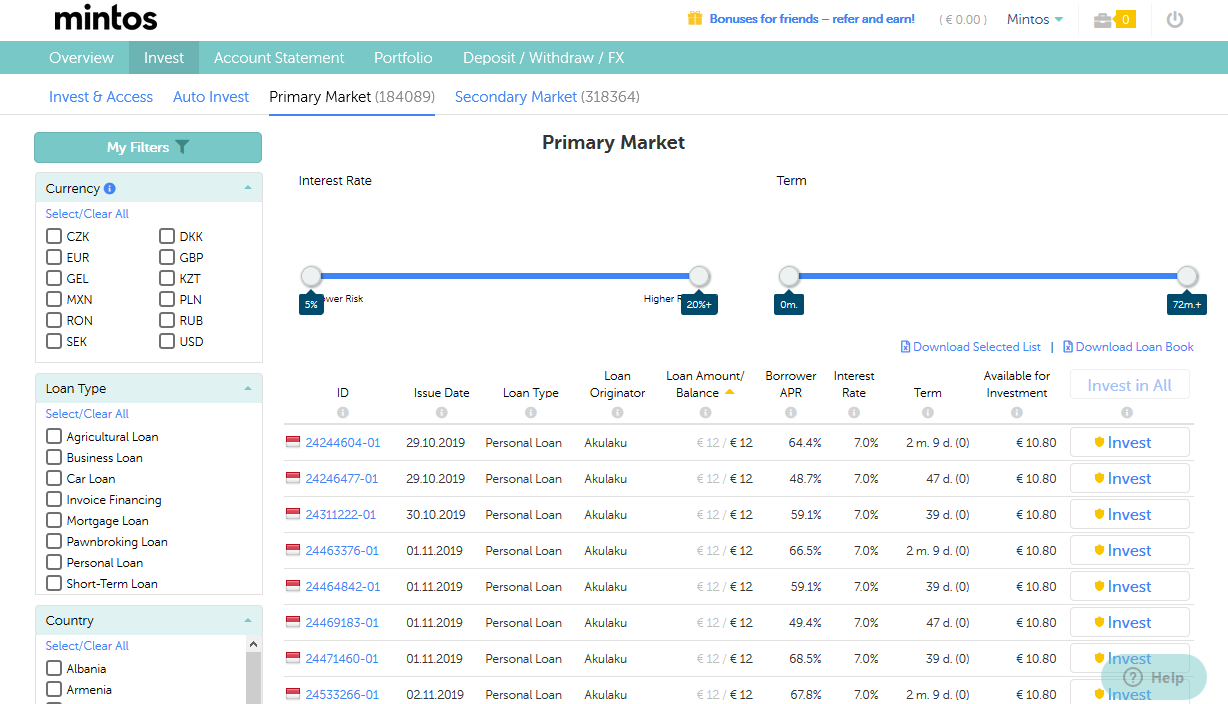 mintos
Bonuses for friends – refer and earn! ( € 0.00 ) Mintos 0
Overview Invest Account Statement Portfolio Deposit / Withdraw / FX
Invest & Access Auto Invest Primary Market (184089) Secondary Market (318364)
My Filters
Currency
Select/Clear All
CZK DKK
EUR GBP
GEL KZT
MXN PLN
RON RUB
SEK USD
Loan Type
Select/Clear All
Agricultural Loan
Business Loan
Car Loan
Invoice Financing
Mortgage Loan
Pawnbroking Loan
Personal Loan
Short-Term Loan
Country
Select/Clear All
Albania
Armenia
Primary Market
Interest Rate Term
Risk Higher
5% 20%+ 0m. 72m.+
Download Selected List | Download Loan Book
ID Issue Date Loan Type Loan Originator Loan Amount/ Balance Borrower APR Interest Rate Term Available for Investment Invest in All
24244604-01 29.10.2019 Personal Loan Akulaku € 12 / € 12 64.4% 7.0% 2 m. 9 d. (0) € 10.80 Invest
24246477-01 29.10.2019 Personal Loan Akulaku € 12 / € 12 48.7% 7.0% 47 d. (0) € 10.80 Invest
24311222-01 30.10.2019 Personal Loan Akulaku € 12 / € 12 59.1% 7.0% 39 d. (0) € 10.80 Invest
24463376-01 01.11.2019 Personal Loan Akulaku € 12 / € 12 66.5% 7.0% 2 m. 9 d. (0) € 10.80 Invest
24464842-01 01.11.2019 Personal Loan Akulaku € 12 / € 12 59.1% 7.0% 39 d. (0) € 10.80 Invest
24469183-01 01.11.2019 Personal Loan Akulaku € 12 / € 12 49.4% 7.0% 47 d. (0) € 10.80 Invest
24471460-01 01.11.2019 Personal Loan Akulaku € 12 / € 12 68.5% 7.0% 39 d. (0) € 10.80 Invest
24533266-01 02.11.2019 Personal Loan Akulaku € 12 / € 12 67.8% 7.0% 39 d. (0) € 10.80 Invest
Help